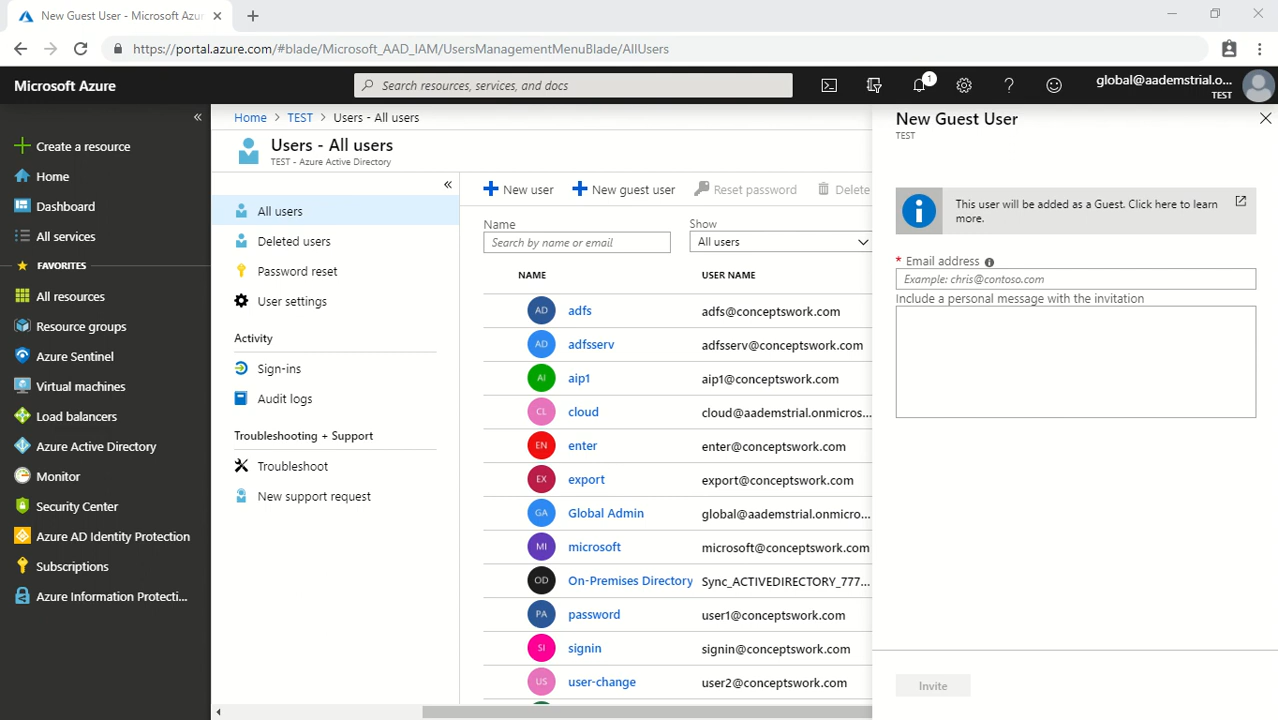 New Guest User - Microsoft Azur
https://portal.azure.com/#blade/Microsoft_AAD_IAM/UsersManagementMenuBlade/AllUsers
Microsoft Azure
Search resources, services, and docs
1
global@aademstrial.o...
TEST
Create a resource
Home
Dashboard
All services
FAVORITES
All resources
Resource groups
Azure Sentinel
Virtual machines
Load balancers
Azure Active Directory
Monitor
Security Center
Azure AD Identity Protection
Subscriptions
Azure Information Protecti...
Home > TEST > Users - All users
Users - All users
TEST - Azure Active Directory
All users
Deleted users
Password reset
User settings
Activity
Sign-ins
Audit logs
Troubleshooting + Support
Troubleshoot
New support request
New user
New guest user
Reset password
Delete
Name
Search by name or email
Show
All users
NAME USER NAME
AD adfs adfs@conceptswork.com
AD adfsserv adfsserv@conceptswork.com
AI aip1 aip1@conceptswork.com
CL cloud cloud@aademstrial.onmicros...
EN enter enter@conceptswork.com
EX export export@conceptswork.com
GA Global Admin global@aademstrial.onmicro...
MI microsoft microsoft@conceptswork.com
OD On-Premises Directory Sync_ACTIVEDIRECTORY_777...
PA password user1@conceptswork.com
SI signin signin@conceptswork.com
US user-change user2@conceptswork.com
New Guest User
TEST
This user will be added as a Guest. Click here to learn
more.
* Email address
Example: chris@contoso.com
Include a personal message with the invitation
Invite